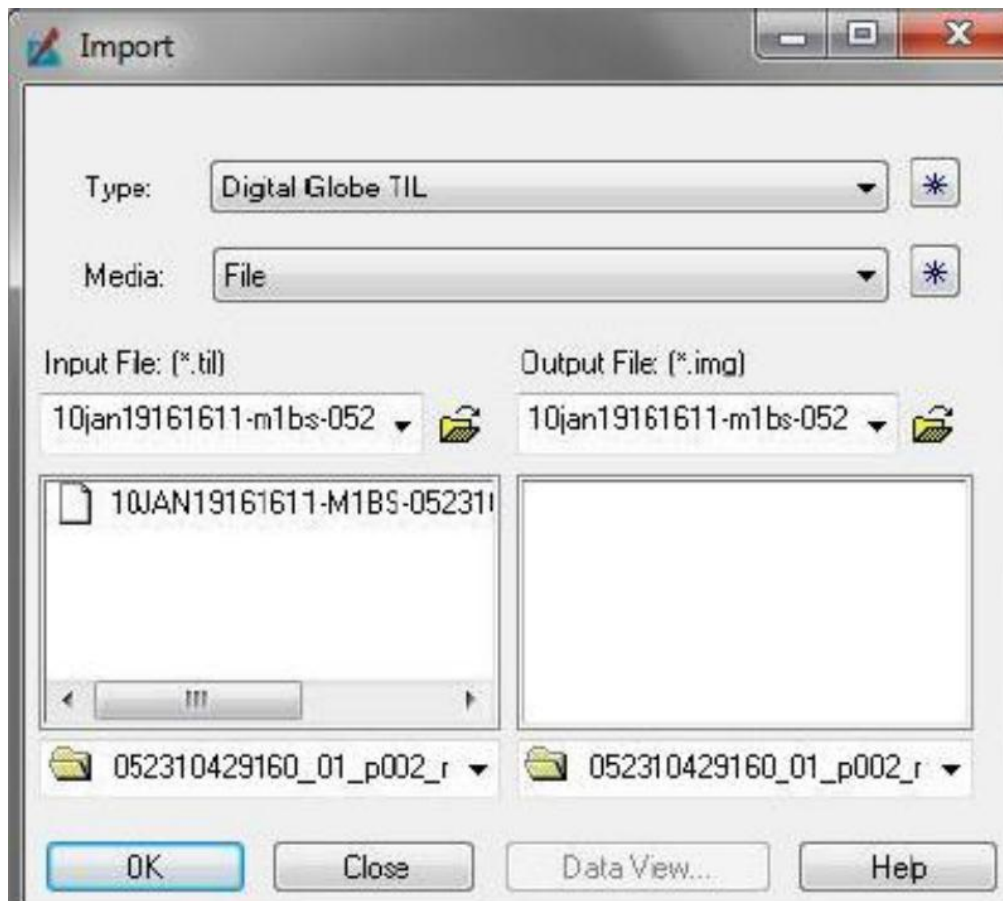 Import
Type: Digital Globe TIL
Media: File
Input File: (*.til) Output File: (*.img)
10jan19161611-m1bs-052 10jan19161611-m1bs-052
10JAN19161611-M1BS-05231
052310429160_01_p002_r 052310429160_01_p002_r
OK Close Data View... Help